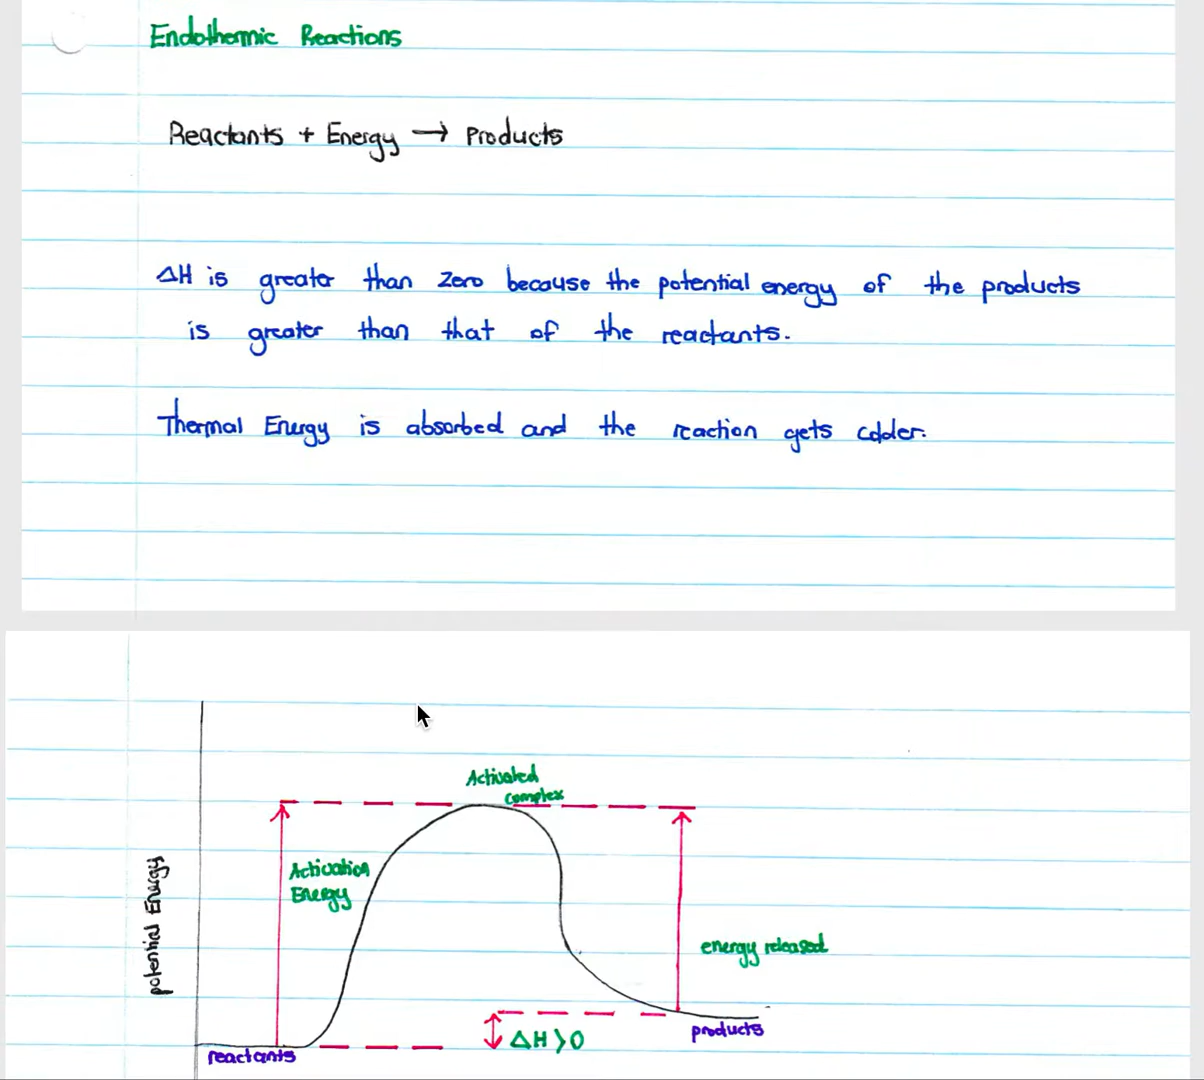 Endothermic Reactions
Reactants + Energy → Products
ΔH is greater than zero because the potential energy of the products
is greater than that of the reactants.
Thermal Energy is absorbed and the reaction gets colder.
Activated
complex
Activation
Energy
potential Energy
energy released
products
ΔH > 0
reactants